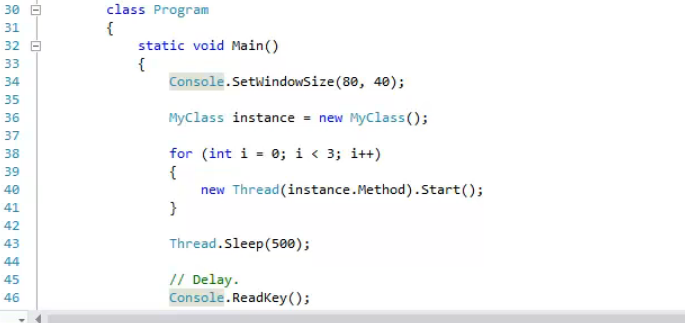 30 class Program
31 {
32 static void Main()
33 {
34 Console.SetWindowSize(80, 40);
35
36 MyClass instance = new MyClass();
37
38 for (int i = 0; i < 3; i++)
39 {
40 new Thread(instance.Method).Start();
41 }
42
43 Thread.Sleep(500);
44
45 // Delay.
46 Console.ReadKey();